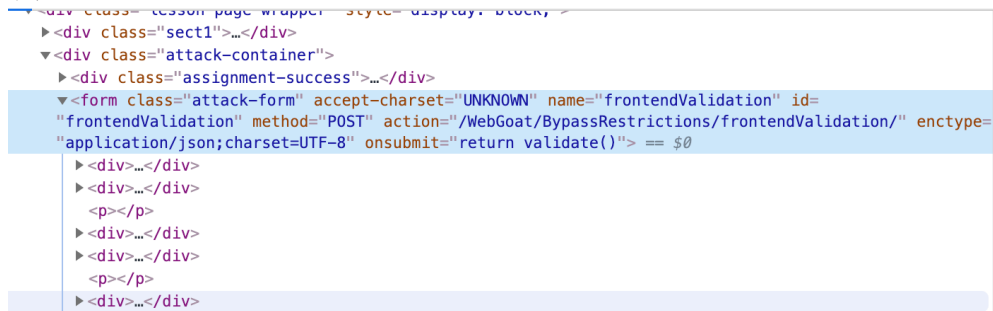 ▼<div class="lesson-page-wrapper" style="display: block;">
▶<div class="sect1">…</div>
▼<div class="attack-container">
▶<div class="assignment-success">…</div>
▼<form class="attack-form" accept-charset="UNKNOWN" name="frontendValidation" id=
"frontendValidation" method="POST" action="/WebGoat/BypassRestrictions/frontendValidation/" enctype=
"application/json;charset=UTF-8" onsubmit="return validate()"> == $0
▶<div>…</div>
▶<div>…</div>
<p></p>
▶<div>…</div>
▶<div>…</div>
<p></p>
▶<div>…</div>